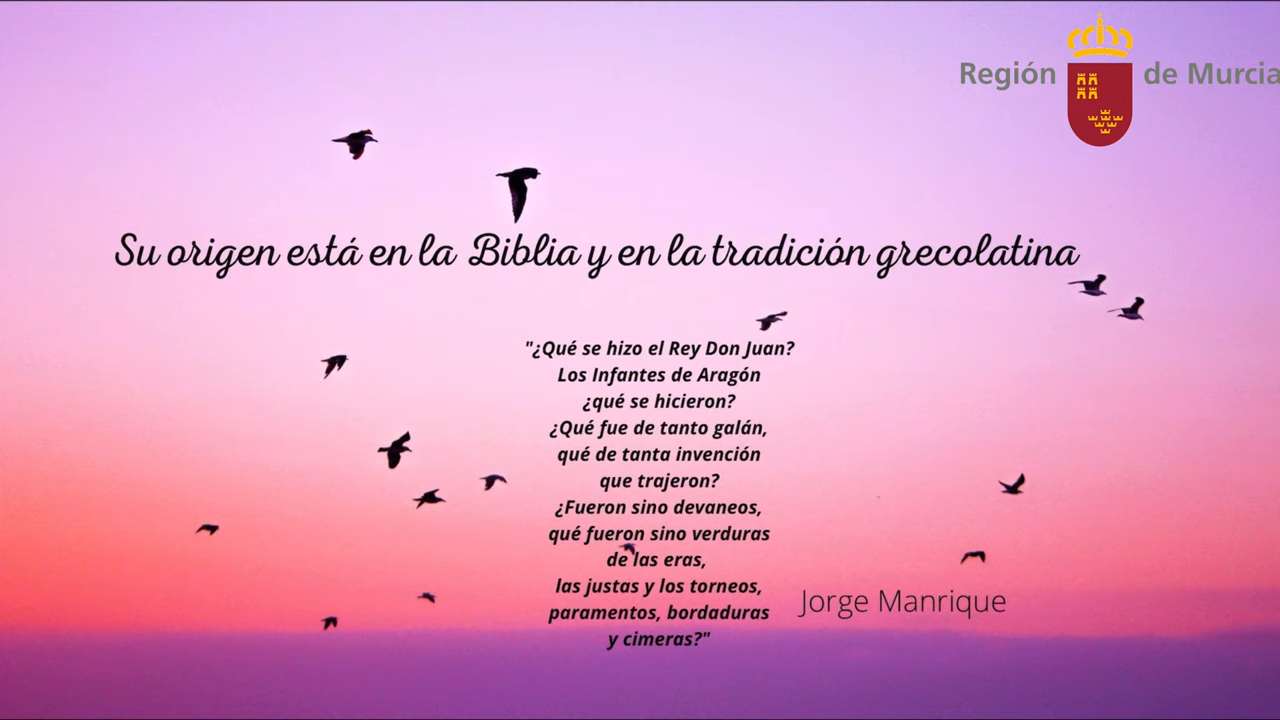 Región de Murcia
Su origen está en la Biblia y en la tradición grecolatina
"¿Qué se hizo el Rey Don Juan?
Los Infantes de Aragón
¿qué se hicieron?
¿Qué fue de tanto galán,
qué de tanta invención
que trajeron?
¿Fueron sino devaneos,
qué fueron sino verduras
de las eras,
las justas y los torneos,
paramentos, bordaduras
y cimeras?"
Jorge Manrique